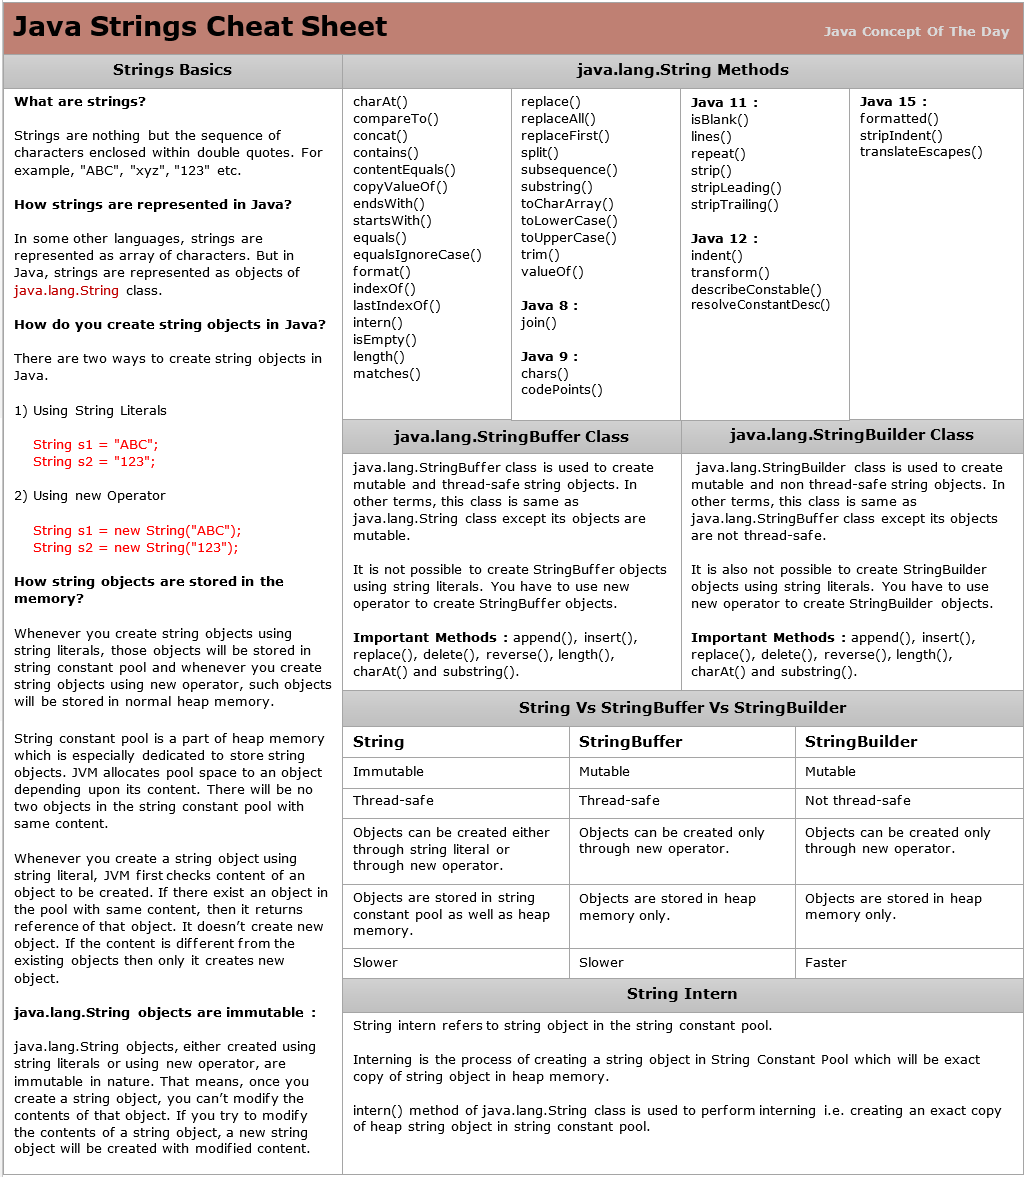 Java Strings Cheat Sheet
Java Concept Of The Day
Strings Basics
What are strings?
Strings are nothing but the sequence of
characters enclosed within double quotes. For
example, "ABC", "xyz", "123" etc.
How strings are represented in Java?
In some other languages, strings are
represented as array of characters. But in
Java, strings are represented as objects of
java.lang.String class.
How do you create string objects in Java?
There are two ways to create string objects in
Java.
1) Using String Literals
String s1 = "ABC";
String s2 = "123";
2) Using new Operator
String s1 = new String("ABC");
String s2 = new String("123");
How string objects are stored in the
memory?
Whenever you create string objects using
string literals, those objects will be stored in
string constant pool and whenever you create
string objects using new operator, such objects
will be stored in normal heap memory.
String constant pool is a part of heap memory
which is especially dedicated to store string
objects. JVM allocates pool space to an object
depending upon its content. There will be no
two objects in the string constant pool with
same content.
Whenever you create a string object using
string literal, JVM first checks content of an
object to be created. If there exist an object in
the pool with same content, then it returns
reference of that object. It doesn’t create new
object. If the content is different from the
existing objects then only it creates new
object.
java.lang.String objects are immutable :
java.lang.String objects, either created using
string literals or using new operator, are
immutable in nature. That means, once you
create a string object, you can’t modify the
contents of that object. If you try to modify
the contents of a string object, a new string
object will be created with modified content.
java.lang.String Methods
charAt()
compareTo()
concat()
contains()
contentEquals()
copyValueOf()
endsWith()
startsWith()
equals()
equalsIgnoreCase()
format()
indexOf()
lastIndexOf()
intern()
isEmpty()
length()
matches()
replace()
replaceAll()
replaceFirst()
split()
subsequence()
substring()
toCharArray()
toLowerCase()
toUpperCase()
trim()
valueOf()
Java 8 :
join()
Java 9 :
chars()
codePoints()
Java 11 :
isBlank()
lines()
repeat()
strip()
stripLeading()
stripTrailing()
Java 12 :
indent()
transform()
describeConstable()
resolveConstantDesc()
Java 15 :
formatted()
stripIndent()
translateEscapes()
java.lang.StringBuffer Class
java.lang.StringBuffer class is used to create
mutable and thread-safe string objects. In
other terms, this class is same as
java.lang.String class except its objects are
mutable.
It is not possible to create StringBuffer objects
using string literals. You have to use new
operator to create StringBuffer objects.
Important Methods : append(), insert(),
replace(), delete(), reverse(), length(),
charAt() and substring().
java.lang.StringBuilder Class
java.lang.StringBuilder class is used to create
mutable and non thread-safe string objects. In
other terms, this class is same as
java.lang.StringBuffer class except its objects
are not thread-safe.
It is also not possible to create StringBuilder
objects using string literals. You have to use
new operator to create StringBuilder objects.
Important Methods : append(), insert(),
replace(), delete(), reverse(), length(),
charAt() and substring().
String Vs StringBuffer Vs StringBuilder
String
StringBuffer
StringBuilder
Immutable
Mutable
Mutable
Thread-safe
Thread-safe
Not thread-safe
Objects can be created either
through string literal or
through new operator.
Objects can be created only
through new operator.
Objects can be created only
through new operator.
Objects are stored in string
constant pool as well as heap
memory.
Objects are stored in heap
memory only.
Objects are stored in heap
memory only.
Slower
Slower
Faster
String Intern
String intern refers to string object in the string constant pool.
Interning is the process of creating a string object in String Constant Pool which will be exact
copy of string object in heap memory.
intern() method of java.lang.String class is used to perform interning i.e. creating an exact copy
of heap string object in string constant pool.